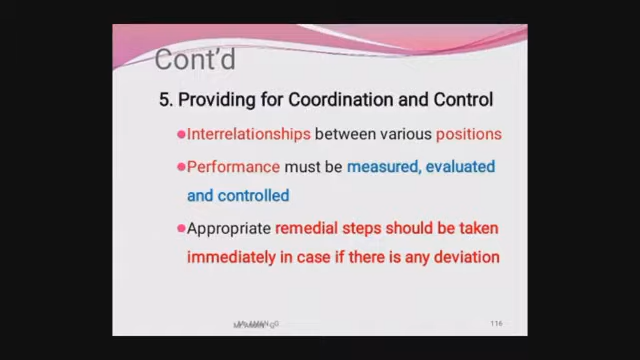 Cont'd
5. Providing for Coordination and Control
Interrelationships between various positions
Performance must be measured, evaluated
and controlled
Appropriate remedial steps should be taken
immediately in case if there is any deviation
116